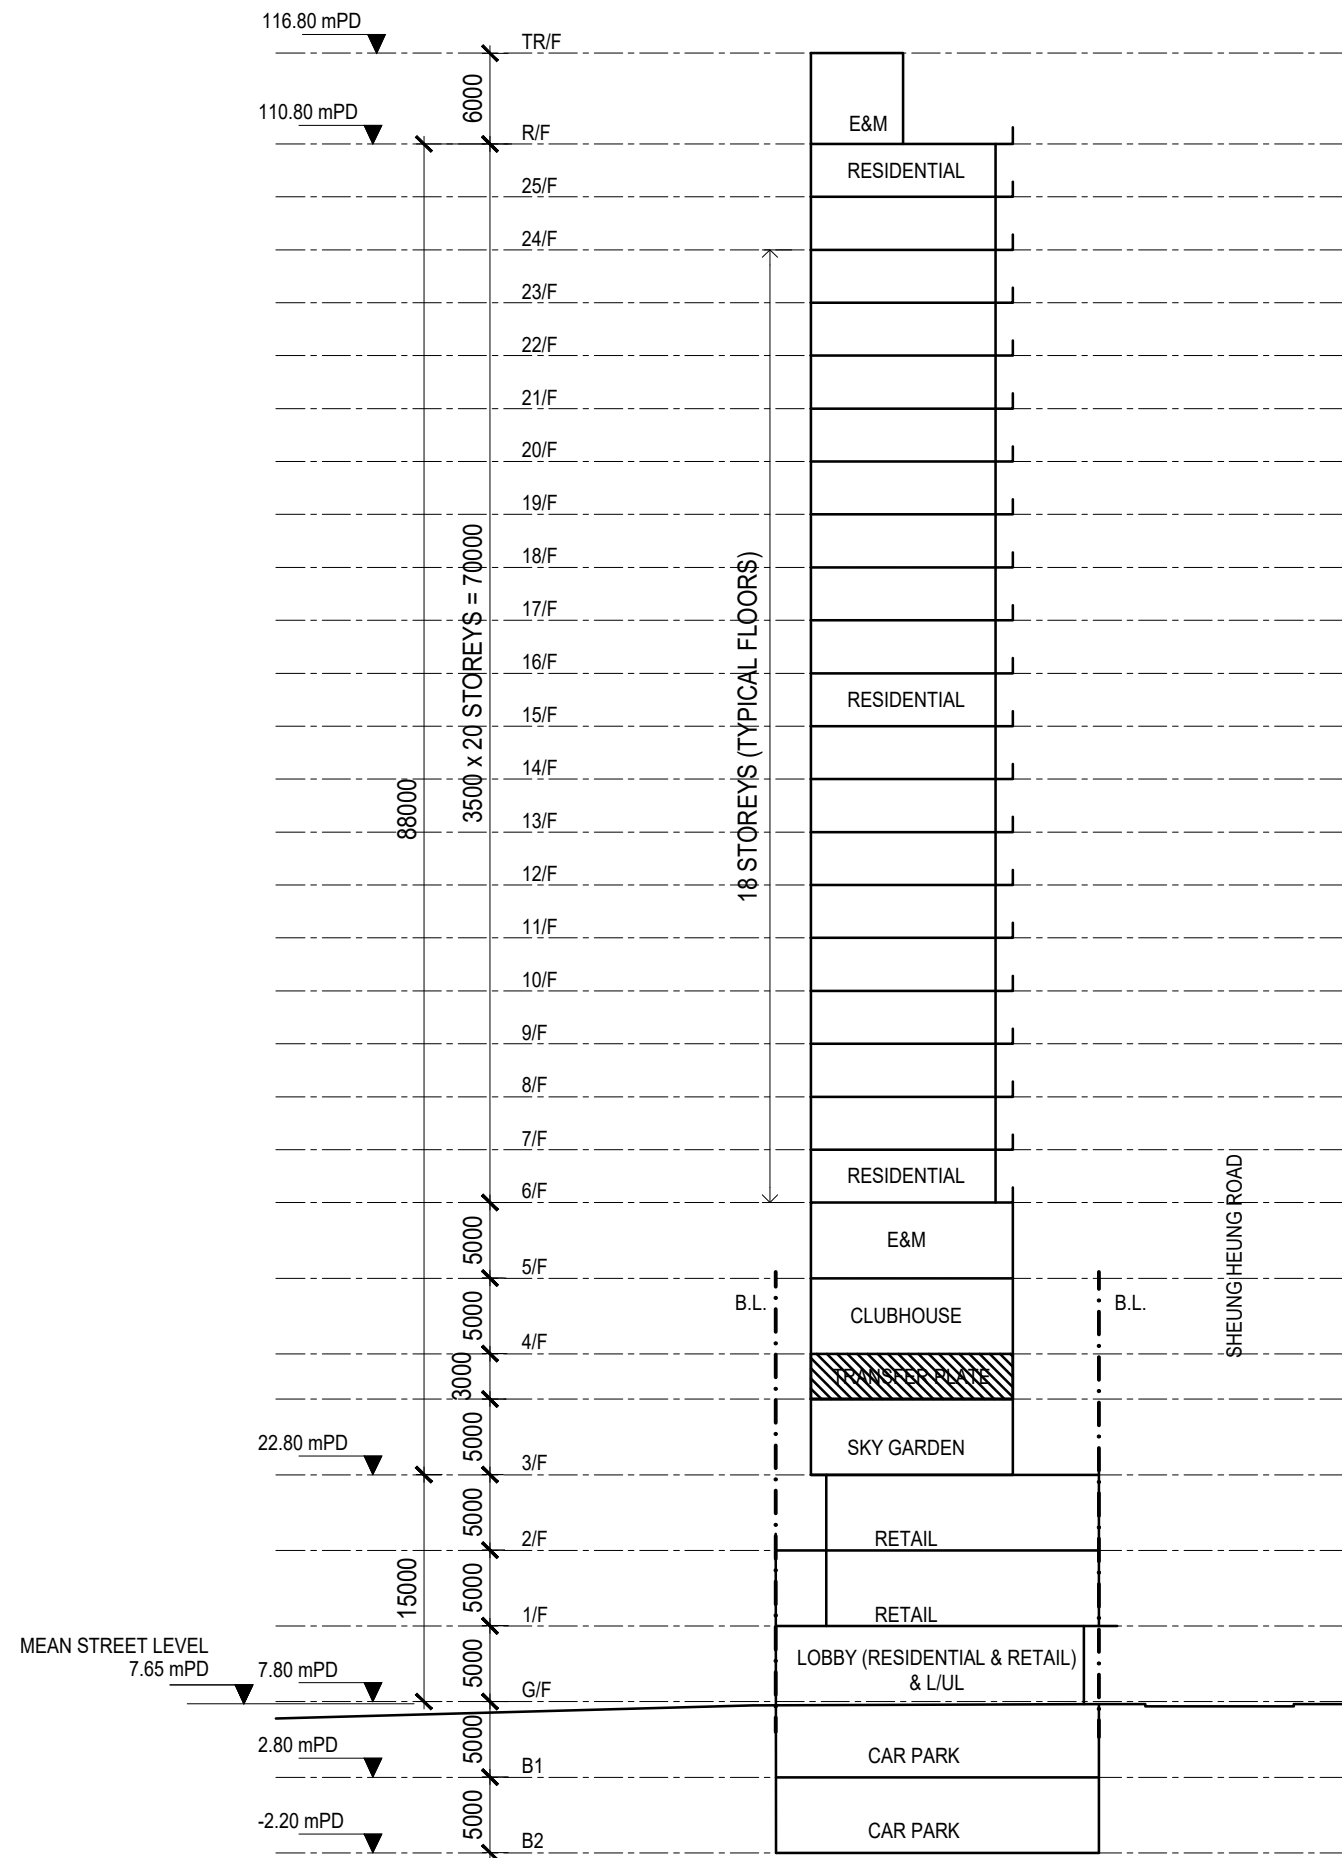 116.80 mPD
TR/F
6000
E&M
110.80 mPD
R/F
RESIDENTIAL
25/F
24/F
23/F
22/F
21/F
20/F
19/F
18/F
17/F
16/F
RESIDENTIAL
15/F
14/F
13/F
12/F
11/F
10/F
9/F
8/F
7/F
RESIDENTIAL
6/F
3500 x 20 STOREYS = 70000
88000
18 STOREYS (TYPICAL FLOORS)
SHEUNG HEUNG ROAD
5000
E&M
5/F
B.L.
B.L.
5000
CLUBHOUSE
4/F
3000
TRANSFER PLATE
5000
SKY GARDEN
22.80 mPD
3/F
5000
RETAIL
2/F
15000
5000
RETAIL
1/F
MEAN STREET LEVEL
7.65 mPD
7.80 mPD
5000
LOBBY (RESIDENTIAL & RETAIL)
& L/UL
G/F
5000
2.80 mPD
CAR PARK
B1
5000
-2.20 mPD
CAR PARK
B2